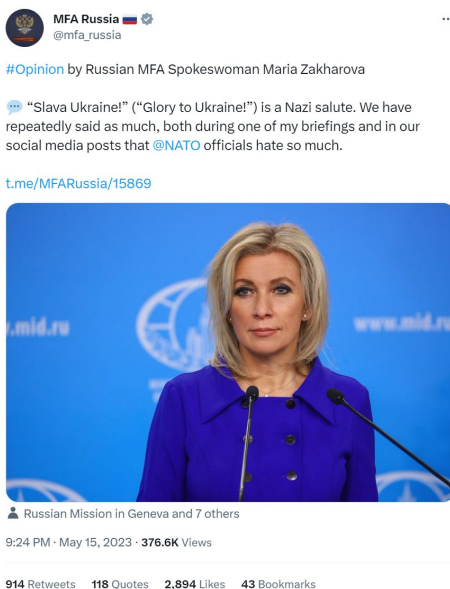 MFA Russia
@mfa_russia
#Opinion by Russian MFA Spokeswoman Maria Zakharova
“Slava Ukraine!” (“Glory to Ukraine!”) is a Nazi salute. We have
repeatedly said as much, both during one of my briefings and in our
social media posts that @NATO officials hate so much.
t.me/MFARussia/15869
.mid.ru
www.mid.r
Russian Mission in Geneva and 7 others
9:24 PM · May 15, 2023 · 376.6K Views
914 Retweets 118 Quotes 2,894 Likes 43 Bookmarks